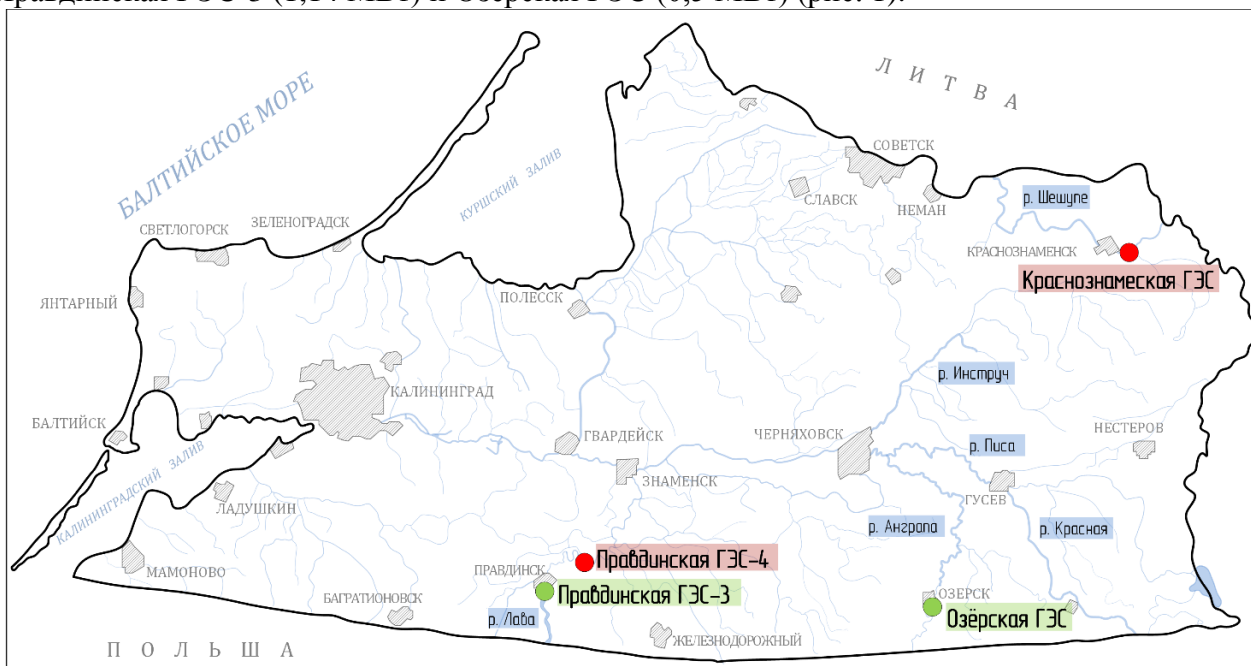 Правдинская ГЭС-3 (1,14 МВт) и Озерская ГЭС (0,5 МВт) (рис. 1).
ЛИТВА
БАЛТИЙСКОЕ МОРЕ
КУРШСКИЙ ЗАЛИВ
СОВЕТСК
СЛАВСК
НЕМАН
р. Шешупе
ЗЕЛЕНОГРАДСК
СВЕТЛОГОРСК
КРАСНОЗНАМЕНСК
Краснознамеская ГЭС
ЯНТАРНЫЙ
ПОЛЕССК
р. Инструч
КАЛИНИНГРАД
БАЛТИЙСК
ГВАРДЕЙСК
ЧЕРНЯХОВСК
НЕСТЕРОВ
р. Писа
КАЛИНИНГРАДСКИЙ ЗАЛИВ
ЗНАМЕНСК
ГУСЕВ
ЛАДУШКИН
р. Анграпа
р. Красная
Правдинская ГЭС-4
МАМОНОВО
ПРАВДИНСК
Правдинская ГЭС-3
ОЗЕРСК
БАГРАТИОНОВСК
р. Лава
Озёрская ГЭС
ЖЕЛЕЗНОДОРОЖНЫЙ
ПОЛЬША